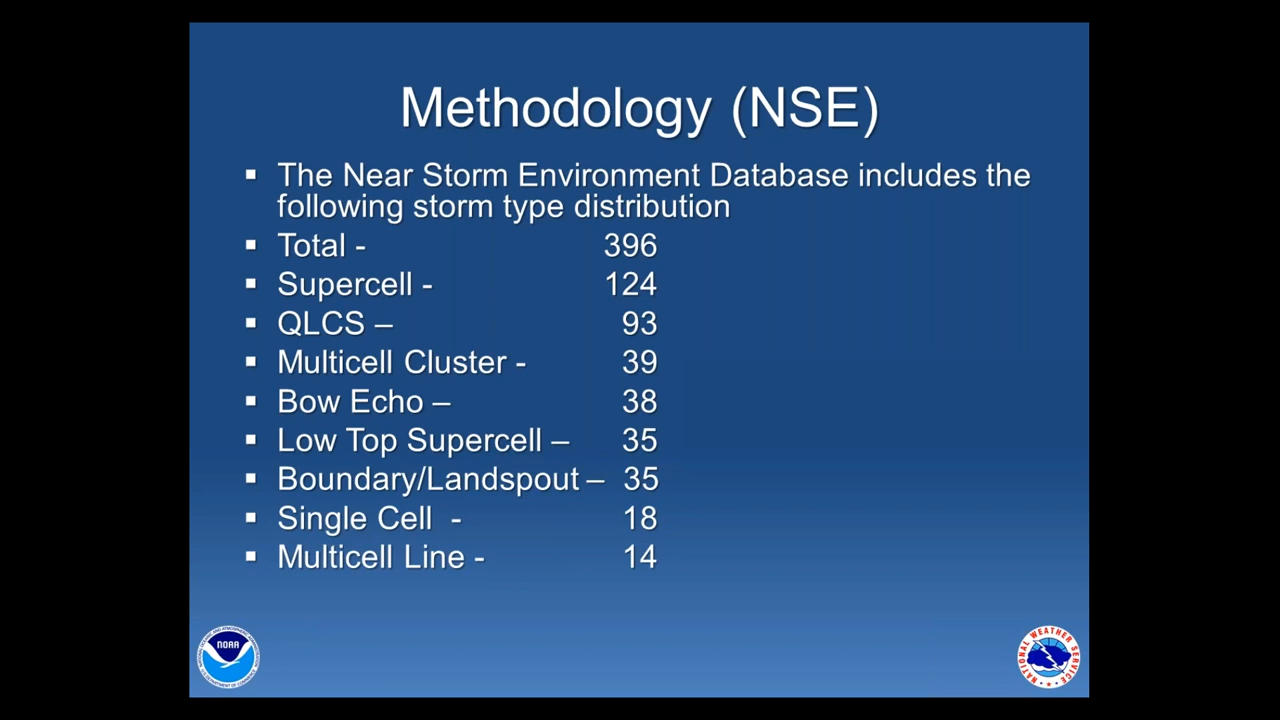 Methodology (NSE)
▪ The Near Storm Environment Database includes the
following storm type distribution
▪ Total - 396
▪ Supercell - 124
▪ QLCS – 93
▪ Multicell Cluster - 39
▪ Bow Echo – 38
▪ Low Top Supercell – 35
▪ Boundary/Landspout – 35
▪ Single Cell - 18
▪ Multicell Line - 14
NOAA
NATIONAL WEATHER SERVICE